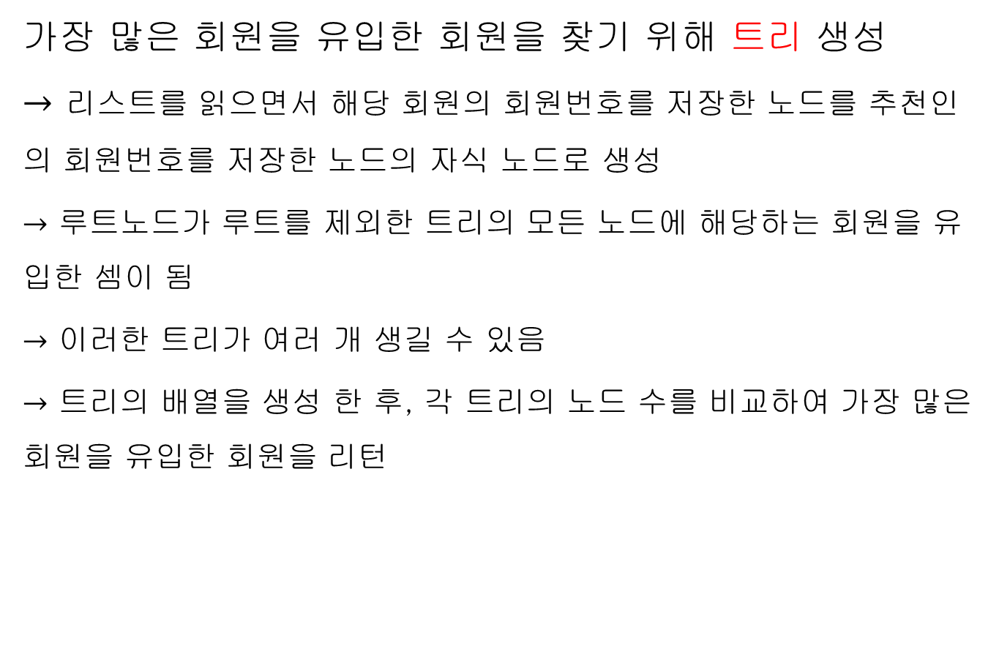 가장 많은 회원을 유입한 회원을 찾기 위해 트리 생성
→ 리스트를 읽으면서 해당 회원의 회원번호를 저장한 노드를 추천인
의 회원번호를 저장한 노드의 자식 노드로 생성
→ 루트노드가 루트를 제외한 트리의 모든 노드에 해당하는 회원을 유
입한 셈이 됨
→ 이러한 트리가 여러 개 생길 수 있음
→ 트리의 배열을 생성 한 후, 각 트리의 노드 수를 비교하여 가장 많은
회원을 유입한 회원을 리턴